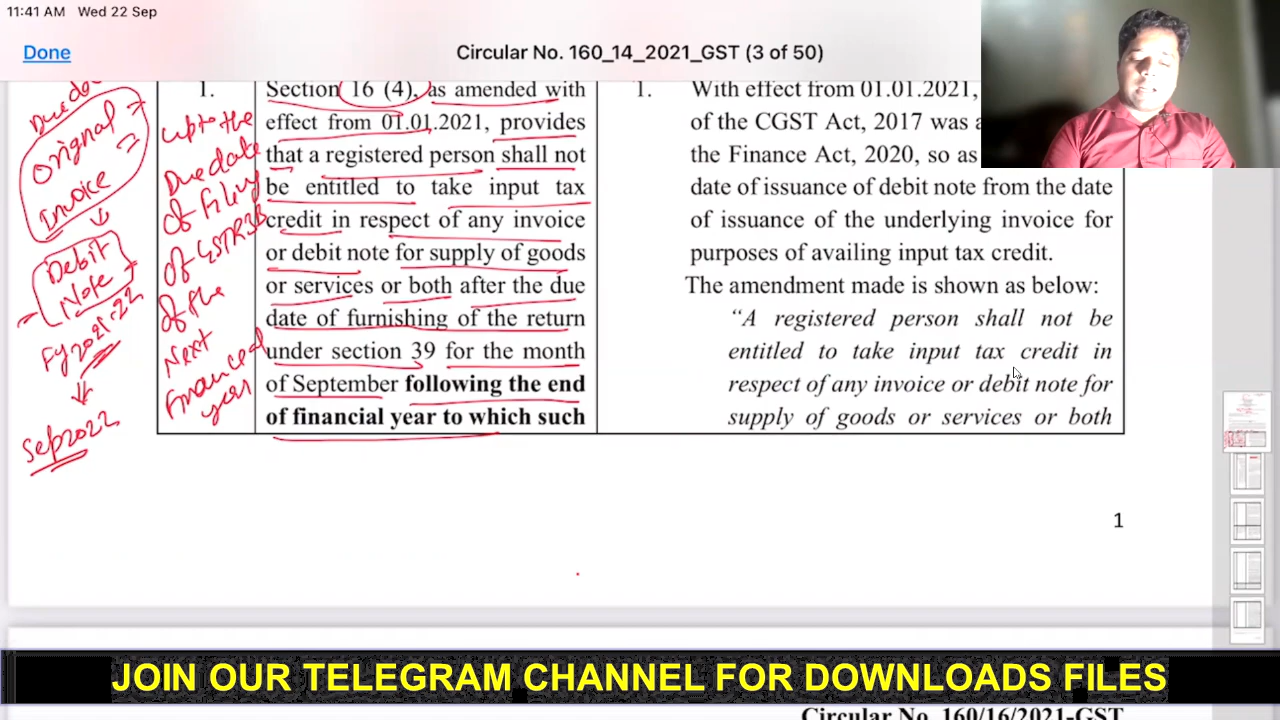 11:41 AM Wed 22 Sep
Done
Circular No. 160_14_2021_GST (3 of 50)
Due da
Orignal
Invoice
Debit
Note
Fy2021-22
Sep2022
upto the
Due date
of filing
of GSTR3B
of the
Next
Financial
year
1.
Section 16 (4), as amended with
effect from 01.01.2021, provides
that a registered person shall not
be entitled to take input tax
credit in respect of any invoice
or debit note for supply of goods
or services or both after the due
date of furnishing of the return
under section 39 for the month
of September following the end
of financial year to which such
1. With effect from 01.01.2021,
of the CGST Act, 2017 was a
the Finance Act, 2020, so as
date of issuance of debit note from the date
of issuance of the underlying invoice for
purposes of availing input tax credit.
The amendment made is shown as below:
“A registered person shall not be
entitled to take input tax credit in
respect of any invoice or debit note for
supply of goods or services or both
1
JOIN OUR TELEGRAM CHANNEL FOR DOWNLOADS FILES
Circular No. 160/16/2021-GST